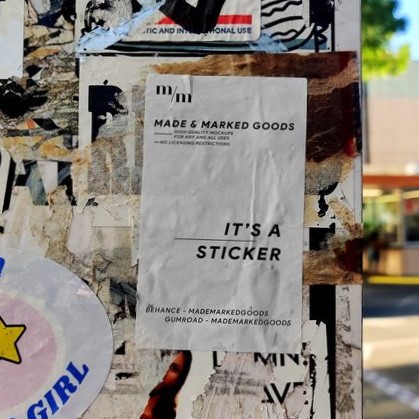 TIC AND INTERNATIONAL USE
m/m
MADE & MARKED GOODS
HIGH QUALITY MOCKUPS
FOR ANY AND ALL USES
NO LICENSING RESTRICTIONS
IT'S A
STICKER
BEHANCE - MADEMARKEDGOODS
GUMROAD - MADEMARKEDGOODS
GIRL